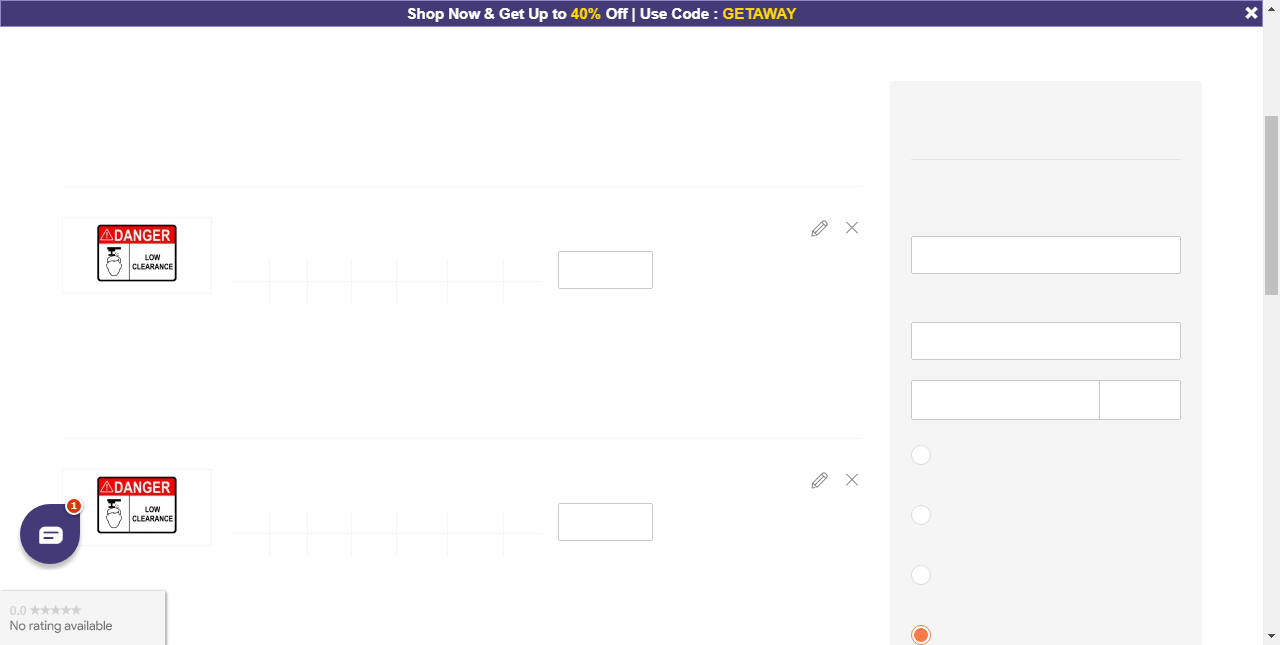 Shop Now & Get Up to 40% Off | Use Code : GETAWAY
DANGER
LOW
CLEARANCE
DANGER
LOW
CLEARANCE
1
0.0 ★★★★★
No rating available